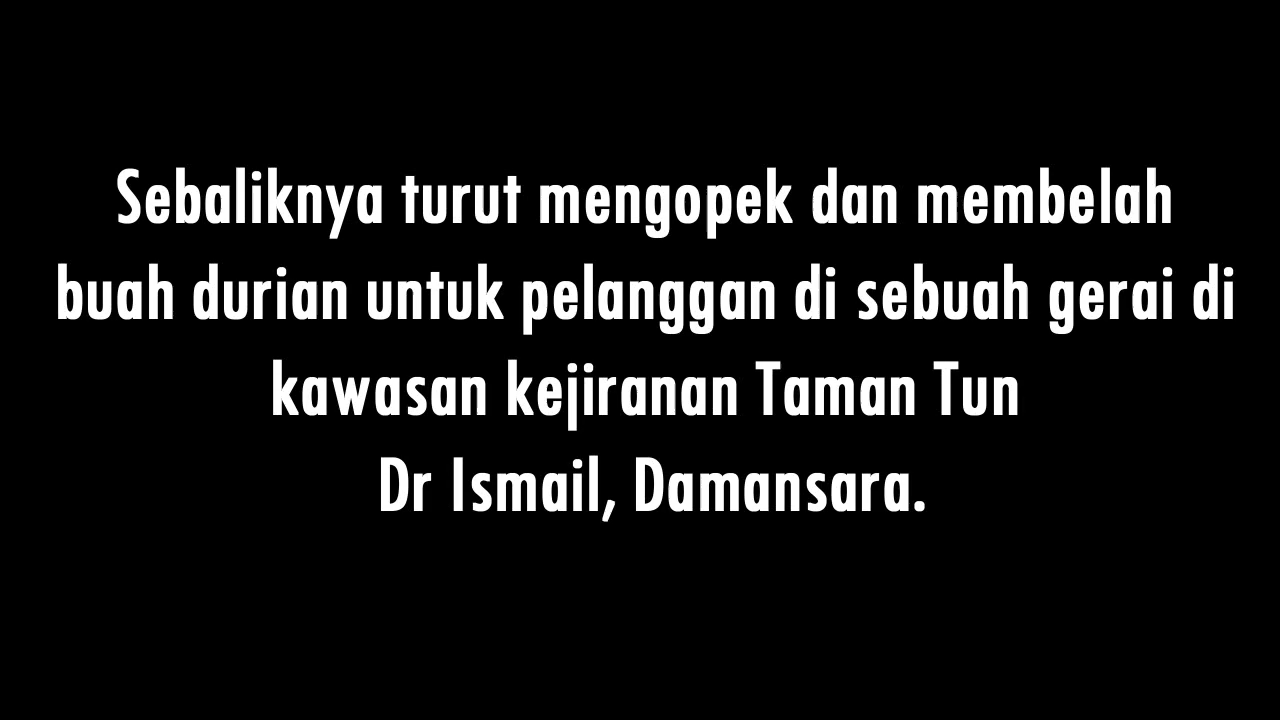 Sebaliknya turut mengopek dan membelah
buah durian untuk pelanggan di sebuah gerai di
kawasan kejiranan Taman Tun
Dr Ismail, Damansara.